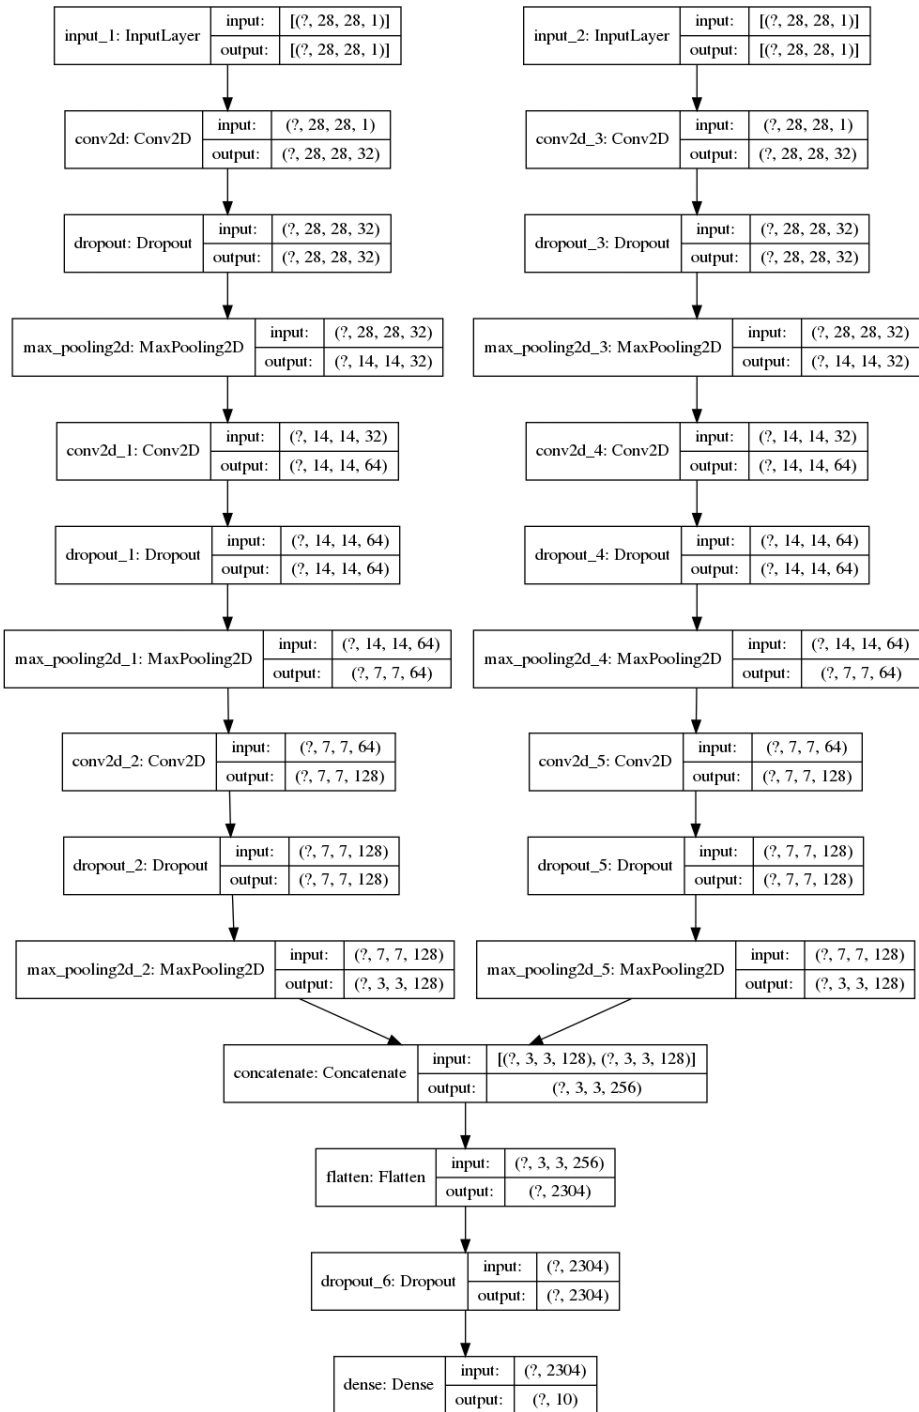 input_1: InputLayer
input: [(?, 28, 28, 1)]
output: [(?, 28, 28, 1)]
input_2: InputLayer
input: [(?, 28, 28, 1)]
output: [(?, 28, 28, 1)]
conv2d: Conv2D
input: (?, 28, 28, 1)
output: (?, 28, 28, 32)
conv2d_3: Conv2D
input: (?, 28, 28, 1)
output: (?, 28, 28, 32)
dropout: Dropout
input: (?, 28, 28, 32)
output: (?, 28, 28, 32)
dropout_3: Dropout
input: (?, 28, 28, 32)
output: (?, 28, 28, 32)
max_pooling2d: MaxPooling2D
input: (?, 28, 28, 32)
output: (?, 14, 14, 32)
max_pooling2d_3: MaxPooling2D
input: (?, 28, 28, 32)
output: (?, 14, 14, 32)
conv2d_1: Conv2D
input: (?, 14, 14, 32)
output: (?, 14, 14, 64)
conv2d_4: Conv2D
input: (?, 14, 14, 32)
output: (?, 14, 14, 64)
dropout_1: Dropout
input: (?, 14, 14, 64)
output: (?, 14, 14, 64)
dropout_4: Dropout
input: (?, 14, 14, 64)
output: (?, 14, 14, 64)
max_pooling2d_1: MaxPooling2D
input: (?, 14, 14, 64)
output: (?, 7, 7, 64)
max_pooling2d_4: MaxPooling2D
input: (?, 14, 14, 64)
output: (?, 7, 7, 64)
conv2d_2: Conv2D
input: (?, 7, 7, 64)
output: (?, 7, 7, 128)
conv2d_5: Conv2D
input: (?, 7, 7, 64)
output: (?, 7, 7, 128)
dropout_2: Dropout
input: (?, 7, 7, 128)
output: (?, 7, 7, 128)
dropout_5: Dropout
input: (?, 7, 7, 128)
output: (?, 7, 7, 128)
max_pooling2d_2: MaxPooling2D
input: (?, 7, 7, 128)
output: (?, 3, 3, 128)
max_pooling2d_5: MaxPooling2D
input: (?, 7, 7, 128)
output: (?, 3, 3, 128)
concatenate: Concatenate
input: [(?, 3, 3, 128), (?, 3, 3, 128)]
output: (?, 3, 3, 256)
flatten: Flatten
input: (?, 3, 3, 256)
output: (?, 2304)
dropout_6: Dropout
input: (?, 2304)
output: (?, 2304)
dense: Dense
input: (?, 2304)
output: (?, 10)